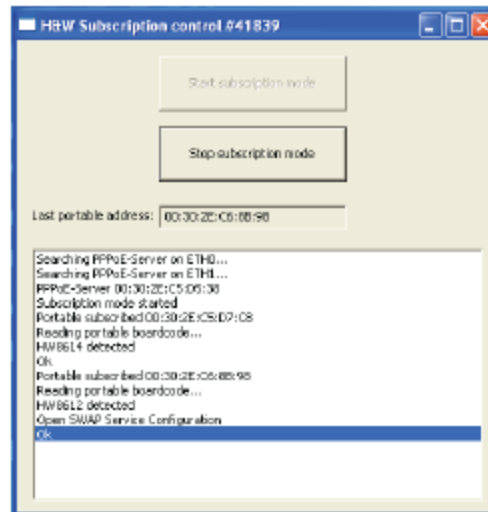 H&W Subscription control #41839
Start subscription mode
Stop subscription mode
Last portable address: 00:30:2E:C6:8B:98
Searching PPPoE-Server on ETH0...
Searching PPPoE-Server on ETH1...
PPPoE-Server 00:30:2E:C5:D5:38
Subscription mode started
Portable subscribed 00:30:2E:C5:D7:C8
Reading portable boardcode...
HW8614 detected
Ok
Portable subscribed 00:30:2E:C6:8B:98
Reading portable boardcode...
HW8612 detected
Open SWAP Service Configuration
Ok